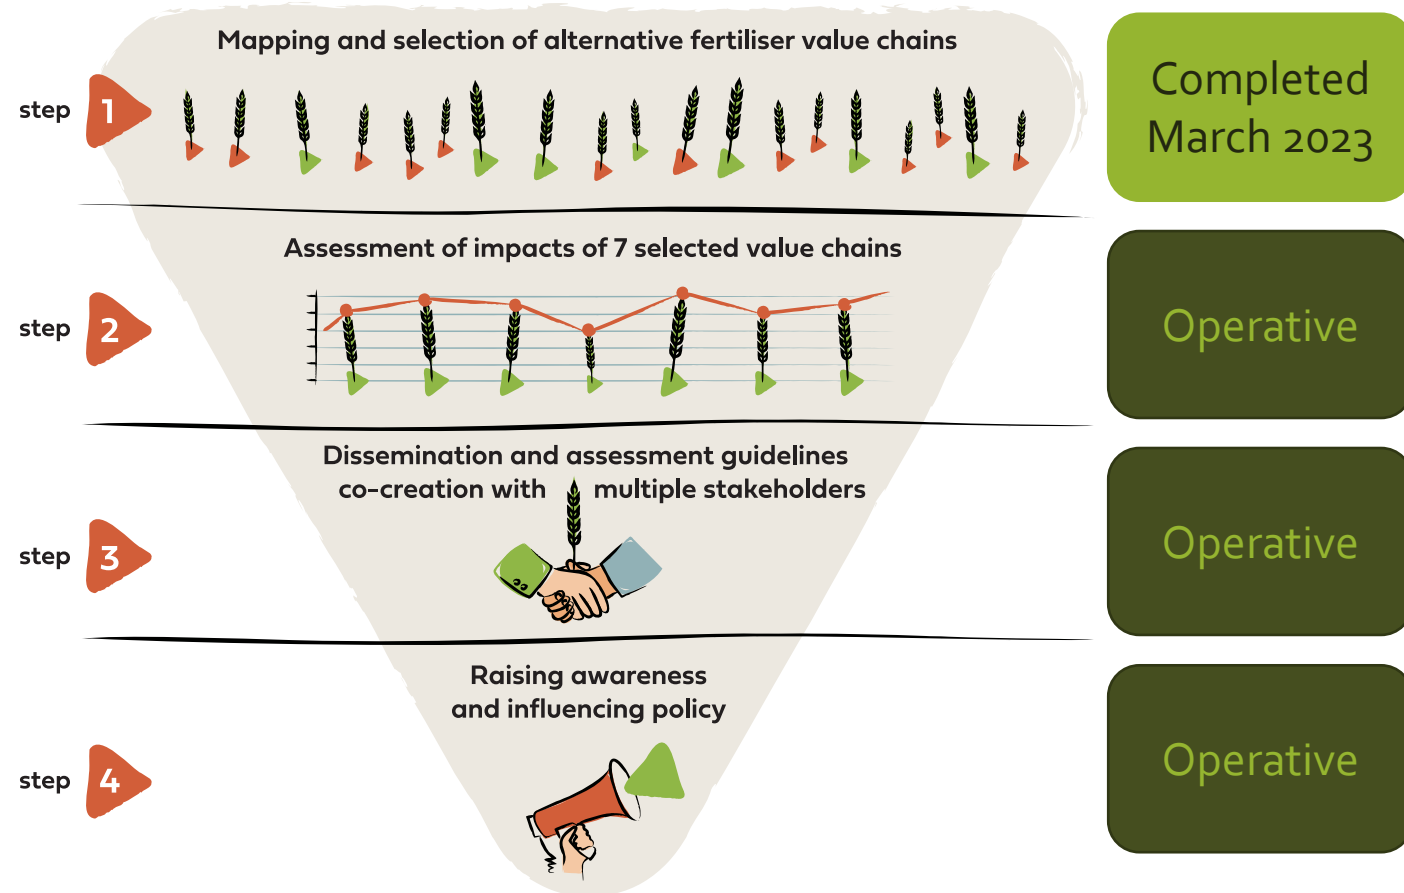 Mapping and selection of alternative fertiliser value chains
step 1
Completed
March 2023
Assessment of impacts of 7 selected value chains
step 2
Operative
Dissemination and assessment guidelines
co-creation with multiple stakeholders
step 3
Operative
Raising awareness
and influencing policy
step 4
Operative